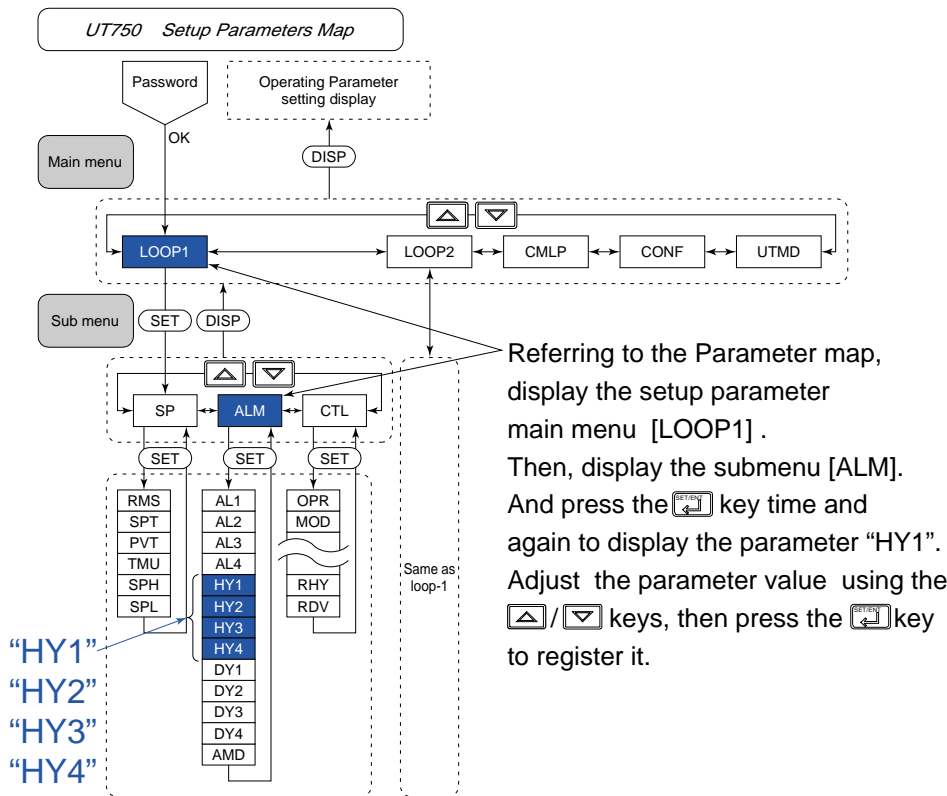 UT750 Setup Parameters Map
Password
Operating Parameter
setting display
OK
DISP
Main menu
LOOP1
LOOP2
CMLP
CONF
UTMD
Sub menu
SET
DISP
SP
ALM
CTL
SET
SET
SET
RMS
SPT
PVT
TMU
SPH
SPL
AL1
AL2
AL3
AL4
HY1
HY2
HY3
HY4
DY1
DY2
DY3
DY4
AMD
OPR
MOD
RHY
RDV
Same as
loop-1
“HY1”
“HY2”
“HY3”
“HY4”
Referring to the Parameter map,
display the setup parameter
main menu [LOOP1] .
Then, display the submenu [ALM].
And press the SET/ENT key time and
again to display the parameter “HY1”.
Adjust the parameter value using the
/ keys, then press the SET/ENT key
to register it.